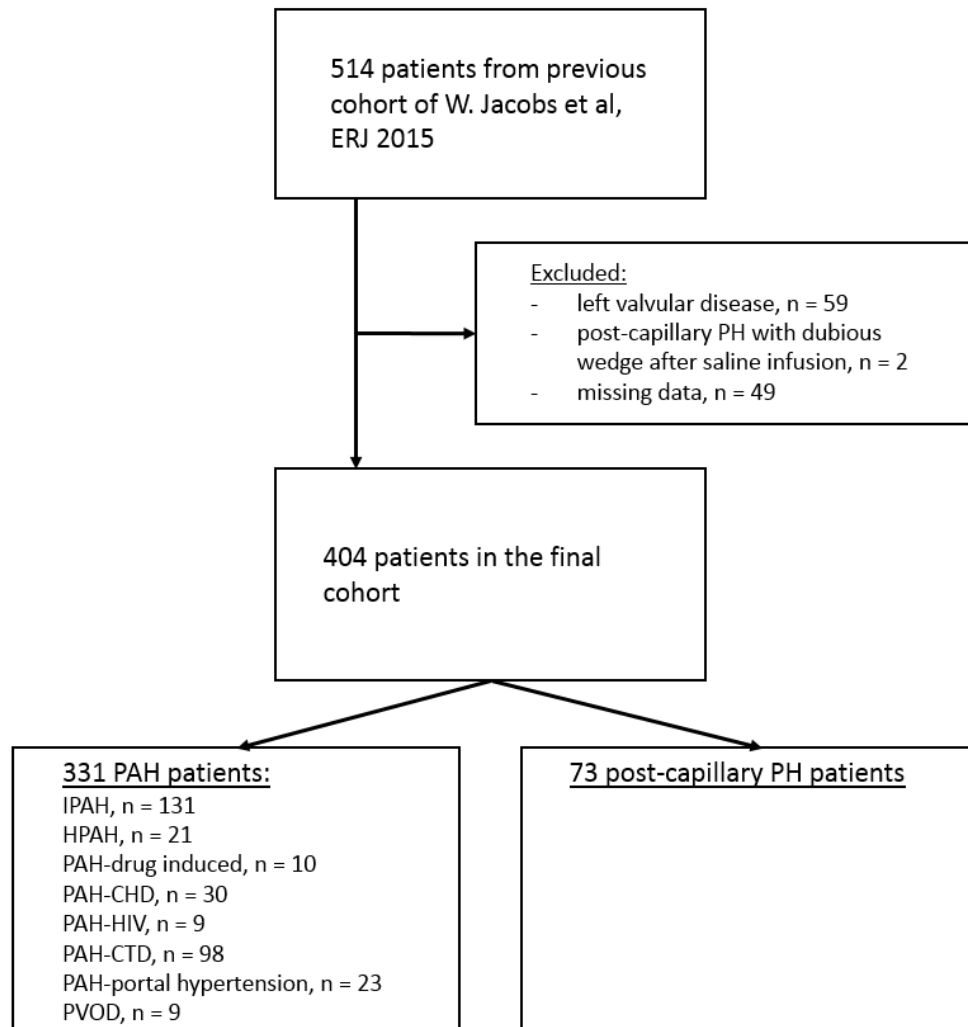 514 patients from previous
cohort of W. Jacobs et al,
ERJ 2015
Excluded:
- left valvular disease, n = 59
- post-capillary PH with dubious
wedge after saline infusion, n = 2
- missing data, n = 49
404 patients in the final
cohort
331 PAH patients:
IPAH, n = 131
HPAH, n = 21
PAH-drug induced, n = 10
PAH-CHD, n = 30
PAH-HIV, n = 9
PAH-CTD, n = 98
PAH-portal hypertension, n = 23
PVOD, n = 9
73 post-capillary PH patients